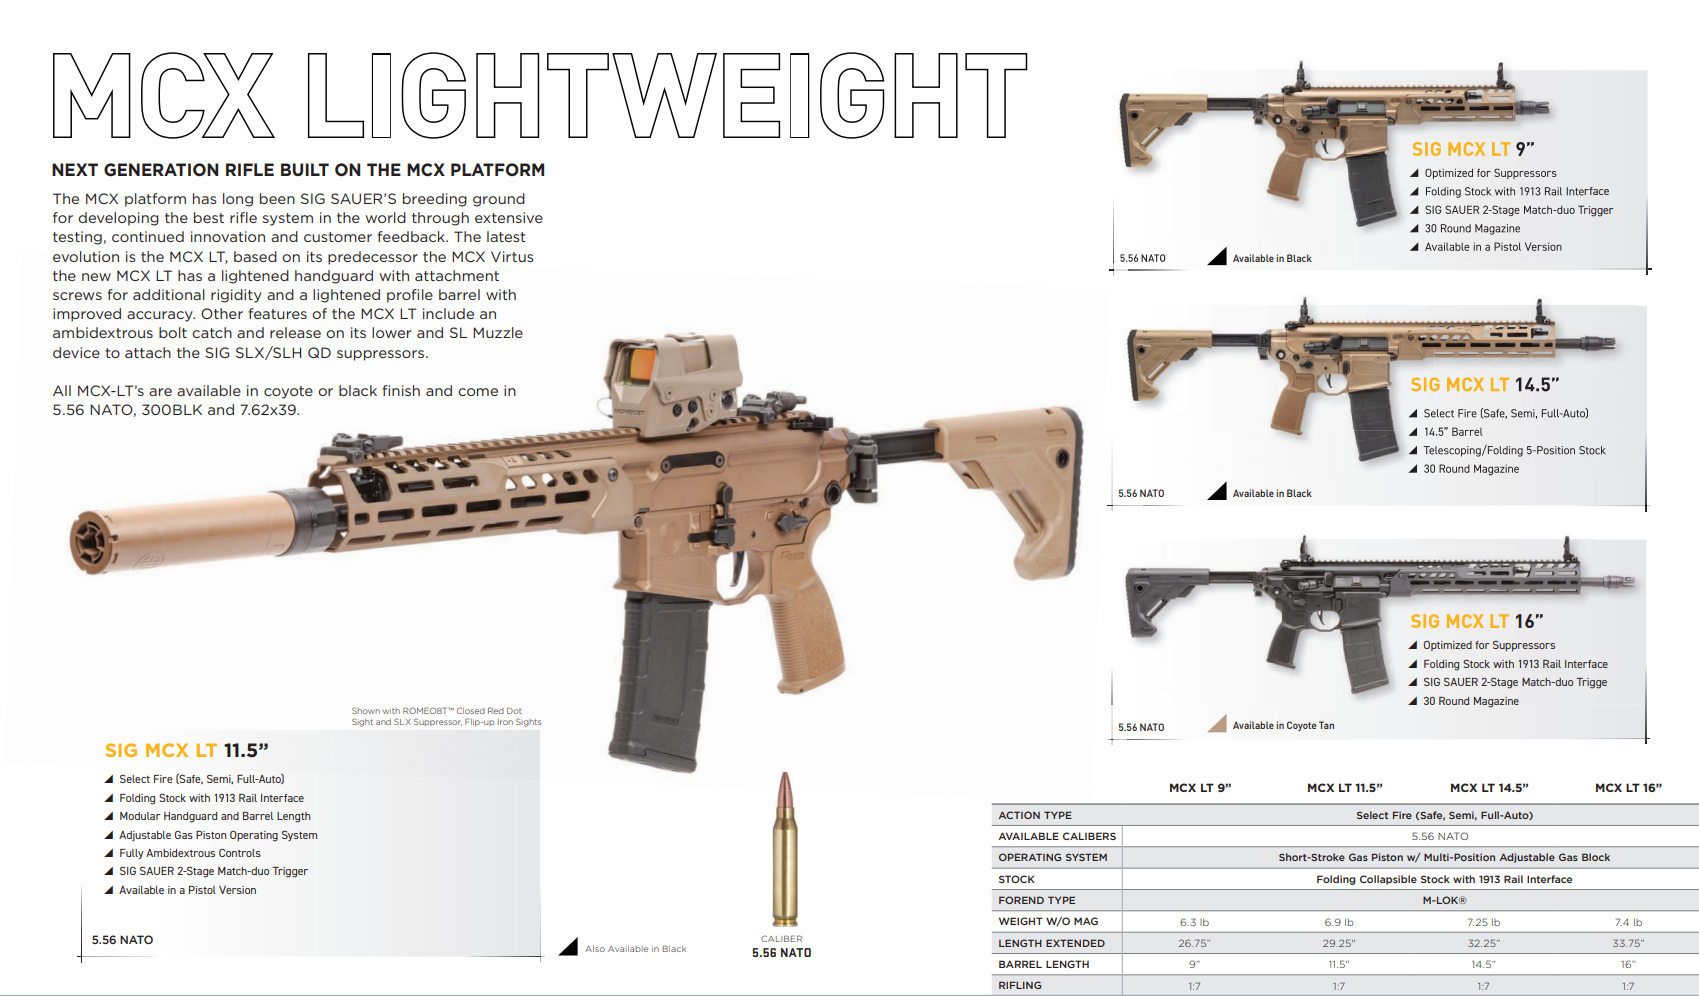 MCX LIGHTWEIGHT
NEXT GENERATION RIFLE BUILT ON THE MCX PLATFORM
The MCX platform has long been SIG SAUER'S breeding ground
for developing the best rifle system in the world through extensive
testing, continued innovation and customer feedback. The latest
evolution is the MCX LT, based on its predecessor the MCX Virtus
the new MCX LT has a lightened handguard with attachment
screws for additional rigidity and a lightened profile barrel with
improved accuracy. Other features of the MCX LT include an
ambidextrous bolt catch and release on its lower and SL Muzzle
device to attach the SIG SLX/SLH QD suppressors.
All MCX-LT's are available in coyote or black finish and come in
5.56 NATO, 300BLK and 7.62x39.
ROMEO8T
Shown with ROMEO8T™ Closed Red Dot
Sight and SLX Suppressor, Flip-up Iron Sights
SIG MCX LT 11.5”
Select Fire (Safe, Semi, Full-Auto)
Folding Stock with 1913 Rail Interface
Modular Handguard and Barrel Length
Adjustable Gas Piston Operating System
Fully Ambidextrous Controls
SIG SAUER 2-Stage Match-duo Trigger
Available in a Pistol Version
5.56 NATO
Also Available in Black
CALIBER
5.56 NATO
SIG MCX LT 9”
Optimized for Suppressors
Folding Stock with 1913 Rail Interface
SIG SAUER 2-Stage Match-duo Trigger
30 Round Magazine
Available in a Pistol Version
5.56 NATO
Available in Black
SIG MCX LT 14.5”
Select Fire (Safe, Semi, Full-Auto)
14.5” Barrel
Telescoping/Folding 5-Position Stock
30 Round Magazine
5.56 NATO
Available in Black
SIG MCX LT 16”
Optimized for Suppressors
Folding Stock with 1913 Rail Interface
SIG SAUER 2-Stage Match-duo Trigge
30 Round Magazine
5.56 NATO
Available in Coyote Tan
MCX LT 9” MCX LT 11.5” MCX LT 14.5” MCX LT 16”
ACTION TYPE Select Fire (Safe, Semi, Full-Auto)
AVAILABLE CALIBERS 5.56 NATO
OPERATING SYSTEM Short-Stroke Gas Piston w/ Multi-Position Adjustable Gas Block
STOCK Folding Collapsible Stock with 1913 Rail Interface
FOREND TYPE M-LOK®
WEIGHT W/O MAG 6.3 lb 6.9 lb 7.25 lb 7.4 lb
LENGTH EXTENDED 26.75” 29.25" 32.25” 33.75”
BARREL LENGTH 9” 11.5” 14.5” 16”
RIFLING 1:7 1:7 1:7 1:7